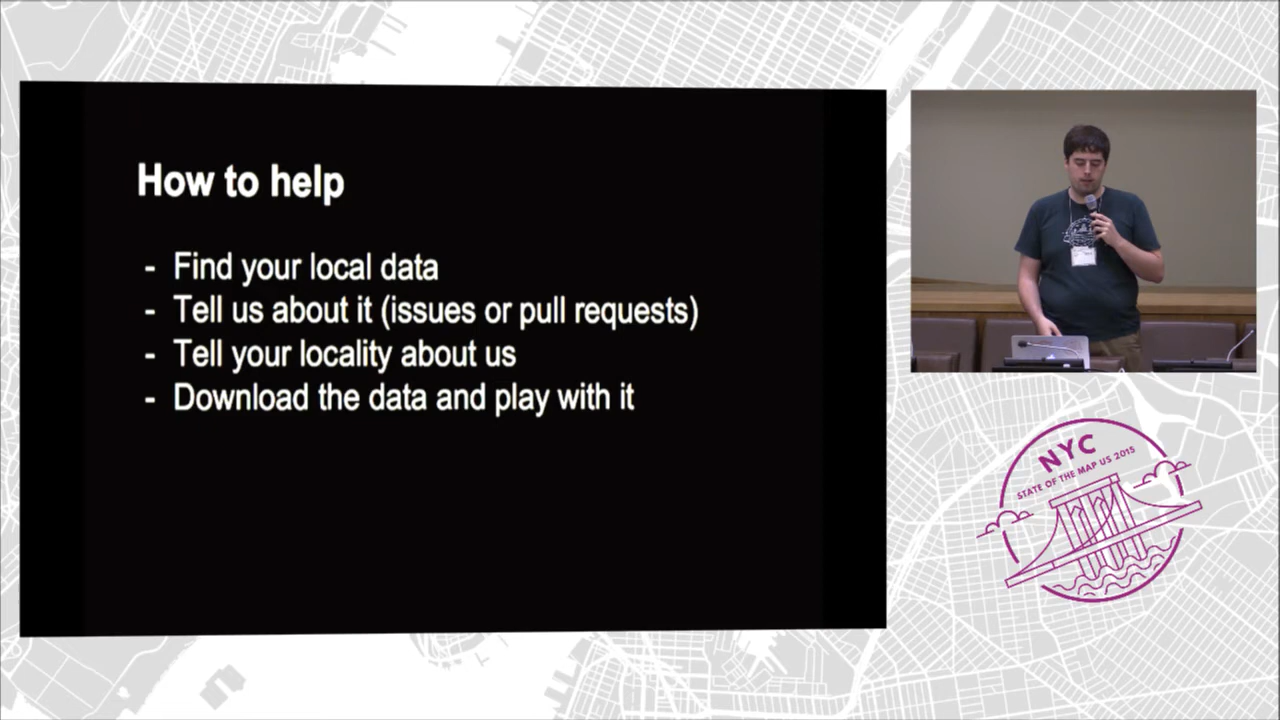 How to help
- Find your local data
- Tell us about it (issues or pull requests)
- Tell your locality about us
- Download the data and play with it
NYC
STATE OF THE MAP US 2015